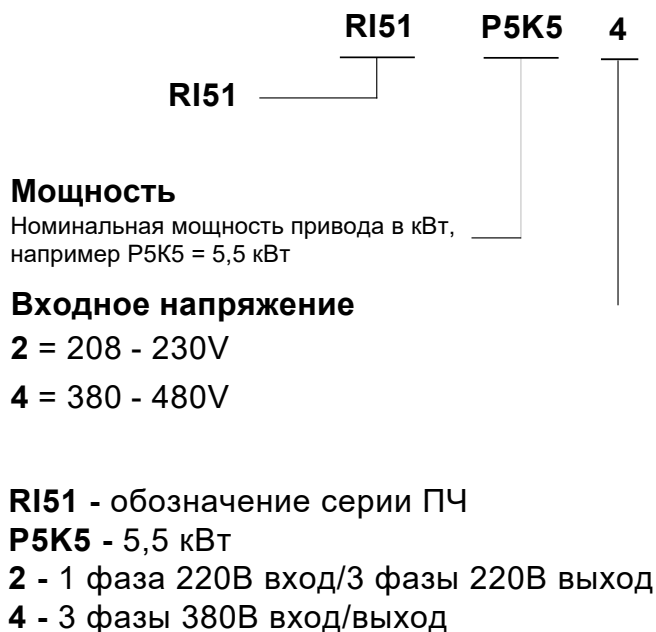 RI51 P5K5 4
RI51
Мощность
Номинальная мощность привода в кВт,
например P5K5 = 5,5 кВт
Входное напряжение
2 = 208 - 230V
4 = 380 - 480V
RI51 - обозначение серии ПЧ
P5K5 - 5,5 кВт
2 - 1 фаза 220В вход/3 фазы 220В выход
4 - 3 фазы 380В вход/выход